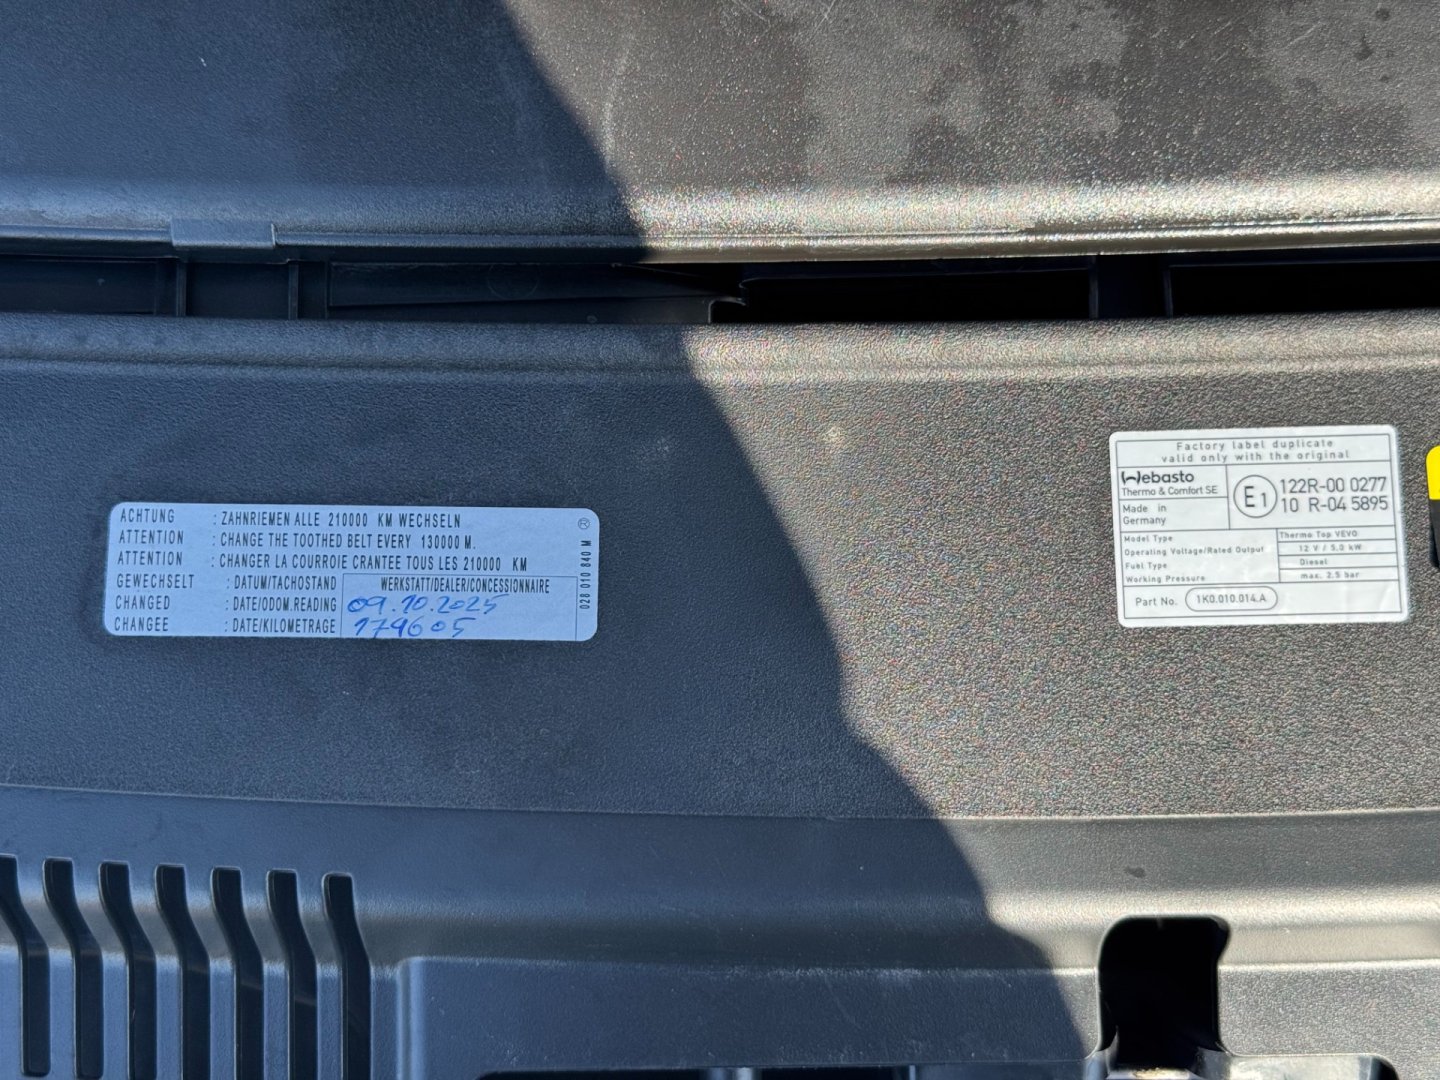 ACHTUNG : ZAHNRIEMEN ALLE 210000 KM WECHSELN
ATTENTION : CHANGE THE TOOTHED BELT EVERY 130000 M.
ATTENTION : CHANGER LA COURROIE CRANTEE TOUS LES 210000 KM
GEWECHSELT : DATUM/TACHOSTAND WERKSTATT/DEALER/CONCESSIONNAIRE
CHANGED : DATE/ODOM.READING 09.10.2025
CHANGEE : DATE/KILOMETRAGE 179605
028 010 840 M ®
Factory label duplicate
valid only with the original
Webasto
Thermo & Comfort SE
Made in
Germany
E1
122R-00 0277
10 R-04 5895
Model Type Thermo Top VEVO
Operating Voltage/Rated Output 12 V / 5.0 kW
Fuel Type Diesel
Working Pressure max. 2.5 bar
Part No. 1K0.010.014.A